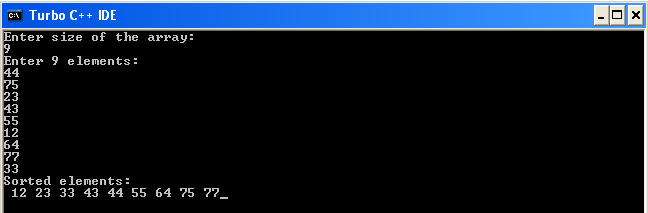 Turbo C++ IDE
Enter size of the array:
9
Enter 9 elements:
44
75
23
43
55
12
64
77
33
Sorted elements:
12 23 33 43 44 55 64 75 77_